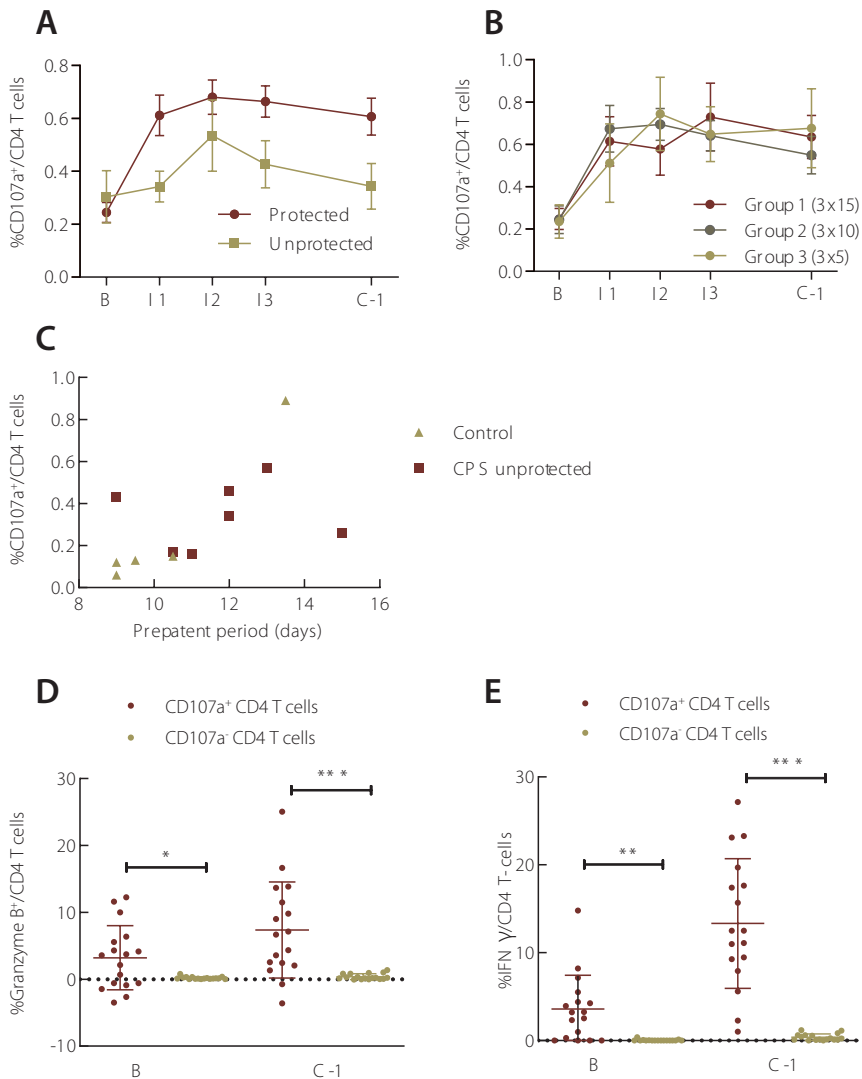 A
%CD107a⁺/CD4 T cells
0.8
0.6
0.4
0.2
0.0
Protected
Unprotected
B I 1 I2 I3 C-1
B
%CD107a⁺/CD4 T cells
1.0
0.8
0.6
0.4
0.2
0.0
Group 1 (3x15)
Group 2 (3x10)
Group 3 (3x5)
B I 1 I2 I3 C-1
C
%CD107a⁺/CD4 T cells
1.0
0.8
0.6
0.4
0.2
0.0
8 10 12 14 16
Prepatent period (days)
Control
CPS unprotected
D
CD107a⁺ CD4 T cells
CD107a⁻ CD4 T cells
%Granzyme B⁺/CD4 T cells
30
20
10
0
-10
*
***
B C-1
E
CD107a⁺ CD4 T cells
CD107a⁻ CD4 T cells
%IFN γ/CD4 T- cells
30
20
10
0
**
***
B C-1